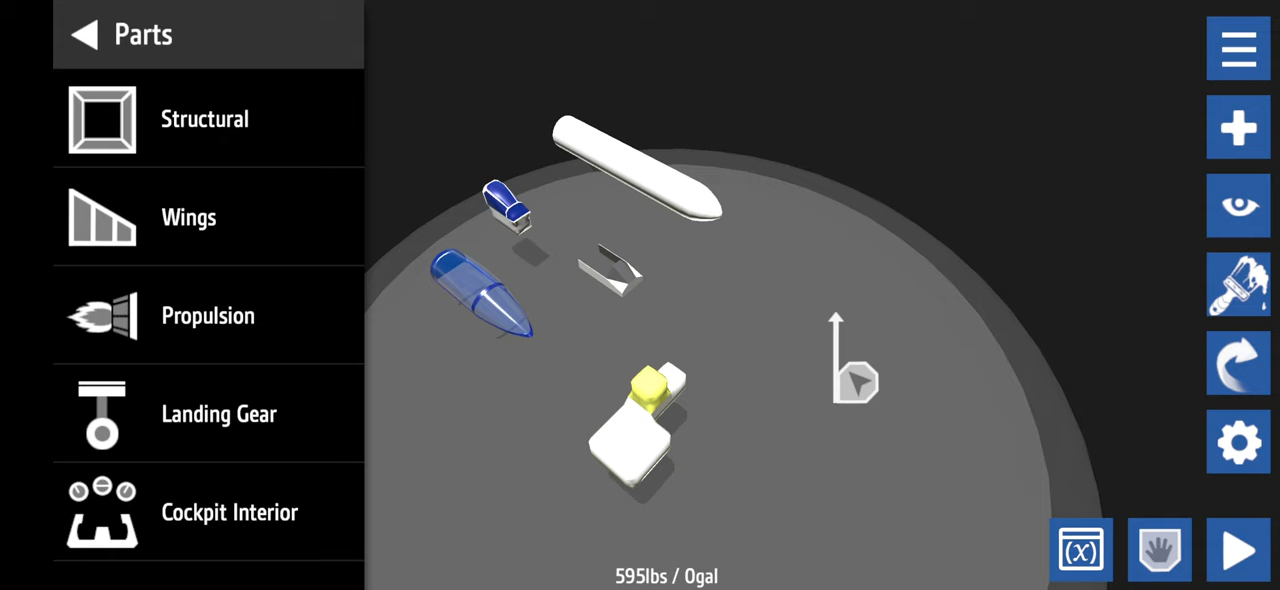 Parts
Structural
Wings
Propulsion
Landing Gear
Cockpit Interior
(x)
595lbs / 0gal